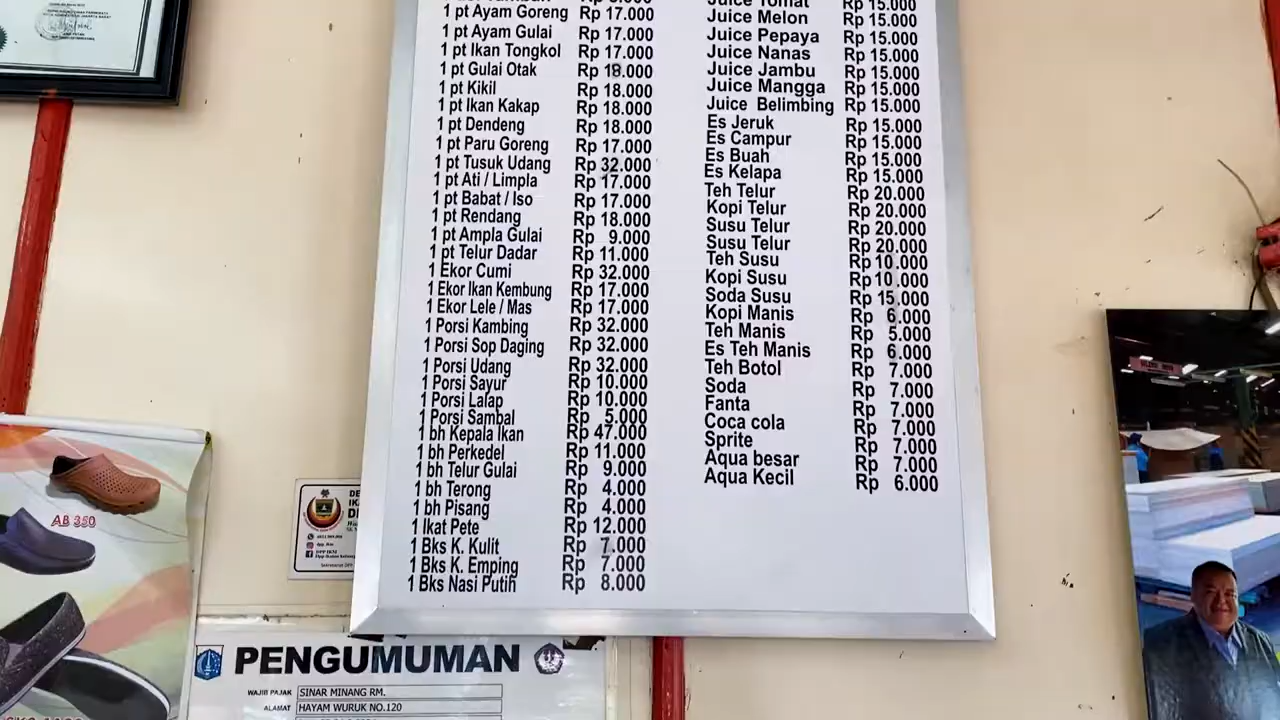 1 pt Ayam Goreng Rp 17.000
1 pt Ayam Gulai Rp 17.000
1 pt Ikan Tongkol Rp 17.000
1 pt Gulai Otak Rp 18.000
1 pt Kikil Rp 18.000
1 pt Ikan Kakap Rp 18.000
1 pt Dendeng Rp 18.000
1 pt Paru Goreng Rp 17.000
1 pt Tusuk Udang Rp 32.000
1 pt Ati / Limpla Rp 17.000
1 pt Babat / Iso Rp 17.000
1 pt Rendang Rp 18.000
1 pt Ampla Gulai Rp 9.000
1 pt Telur Dadar Rp 11.000
1 Ekor Cumi Rp 32.000
1 Ekor Ikan Kembung Rp 17.000
1 Ekor Lele / Mas Rp 17.000
1 Porsi Kambing Rp 32.000
1 Porsi Sop Daging Rp 32.000
1 Porsi Udang Rp 32.000
1 Porsi Sayur Rp 10.000
1 Porsi Lalap Rp 10.000
1 Porsi Sambal Rp 5.000
1 bh Kepala Ikan Rp 47.000
1 bh Perkedel Rp 11.000
1 bh Telur Gulai Rp 9.000
1 bh Terong Rp 4.000
1 bh Pisang Rp 4.000
1 Ikat Pete Rp 12.000
1 Bks K. Kulit Rp 7.000
1 Bks K. Emping Rp 7.000
1 Bks Nasi Putih Rp 8.000
Juice Tomat Rp 15.000
Juice Melon Rp 15.000
Juice Pepaya Rp 15.000
Juice Nanas Rp 15.000
Juice Jambu Rp 15.000
Juice Mangga Rp 15.000
Juice Belimbing Rp 15.000
Es Jeruk Rp 15.000
Es Campur Rp 15.000
Es Buah Rp 15.000
Es Kelapa Rp 15.000
Teh Telur Rp 20.000
Kopi Telur Rp 20.000
Susu Telur Rp 20.000
Susu Telur Rp 20.000
Teh Susu Rp 10.000
Kopi Susu Rp 10.000
Soda Susu Rp 15.000
Kopi Manis Rp 6.000
Teh Manis Rp 5.000
Es Teh Manis Rp 6.000
Teh Botol Rp 7.000
Soda Rp 7.000
Fanta Rp 7.000
Coca cola Rp 7.000
Sprite Rp 7.000
Aqua besar Rp 7.000
Aqua Kecil Rp 6.000
AB 350
PENGUMUMAN
WAJIB PAJAK SINAR MINANG RM.
ALAMAT HAYAM WURUK NO.120